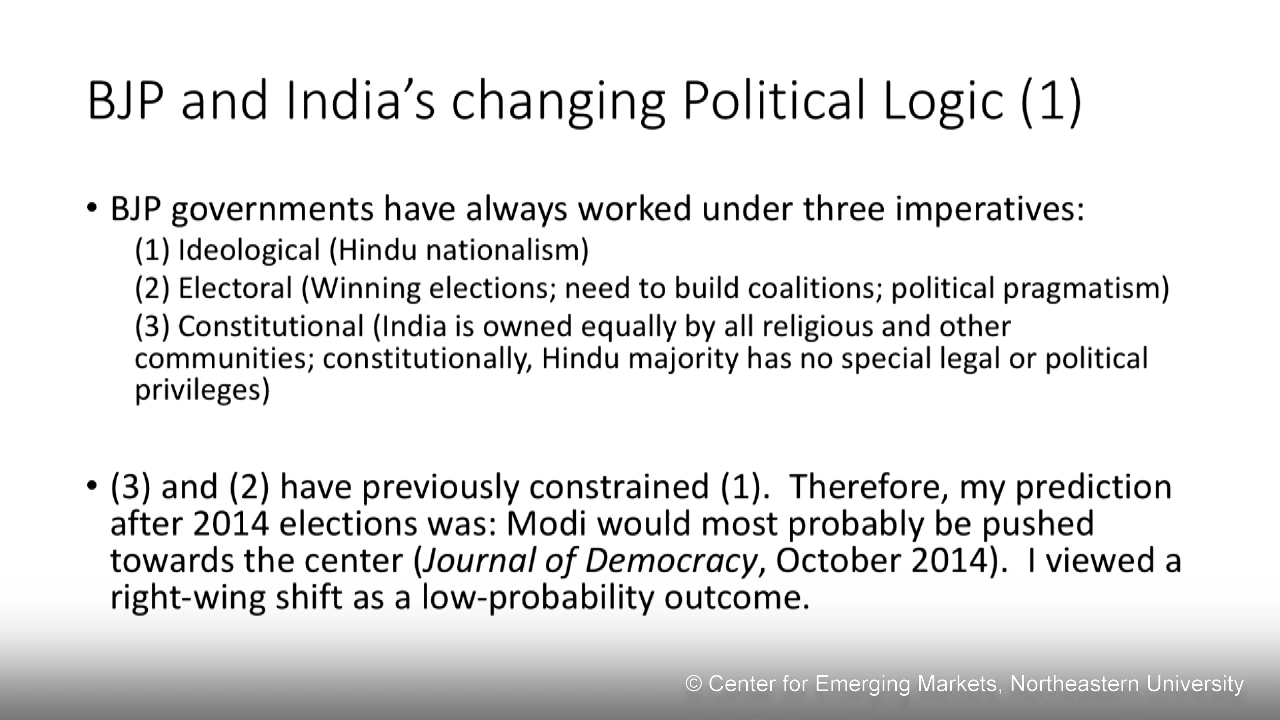 BJP and India’s changing Political Logic (1)
• BJP governments have always worked under three imperatives:
(1) Ideological (Hindu nationalism)
(2) Electoral (Winning elections; need to build coalitions; political pragmatism)
(3) Constitutional (India is owned equally by all religious and other
communities; constitutionally, Hindu majority has no special legal or political
privileges)
• (3) and (2) have previously constrained (1).  Therefore, my prediction
after 2014 elections was: Modi would most probably be pushed
towards the center (Journal of Democracy, October 2014).  I viewed a
right-wing shift as a low-probability outcome.
© Center for Emerging Markets, Northeastern University